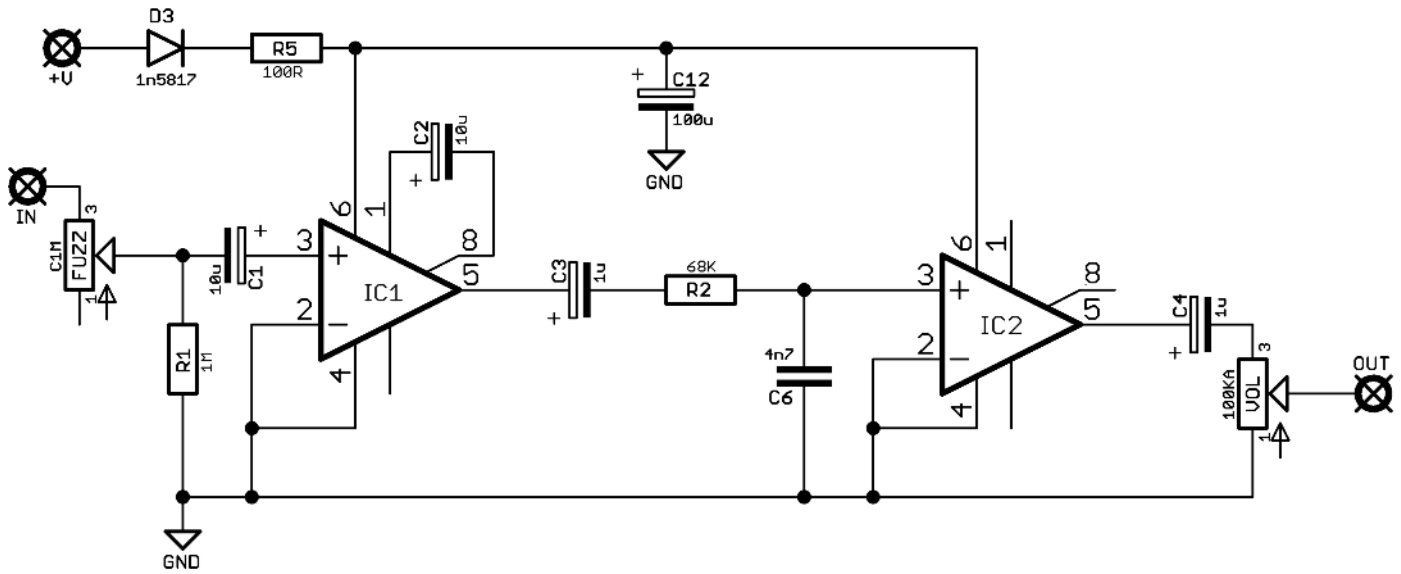 D3
+V
1n5817
R5
100R
+
C12
100u
GND
IN
C1M
FUZZ
3
1
R1
1M
10u
C1
+
C2
10u
+
6
1
3
+
8
5
IC1
2
-
4
C3
1u
+
68K
R2
4n7
C6
6
1
3
+
8
5
IC2
2
-
4
C4
1u
+
3
100KA
VOL
1
OUT
GND